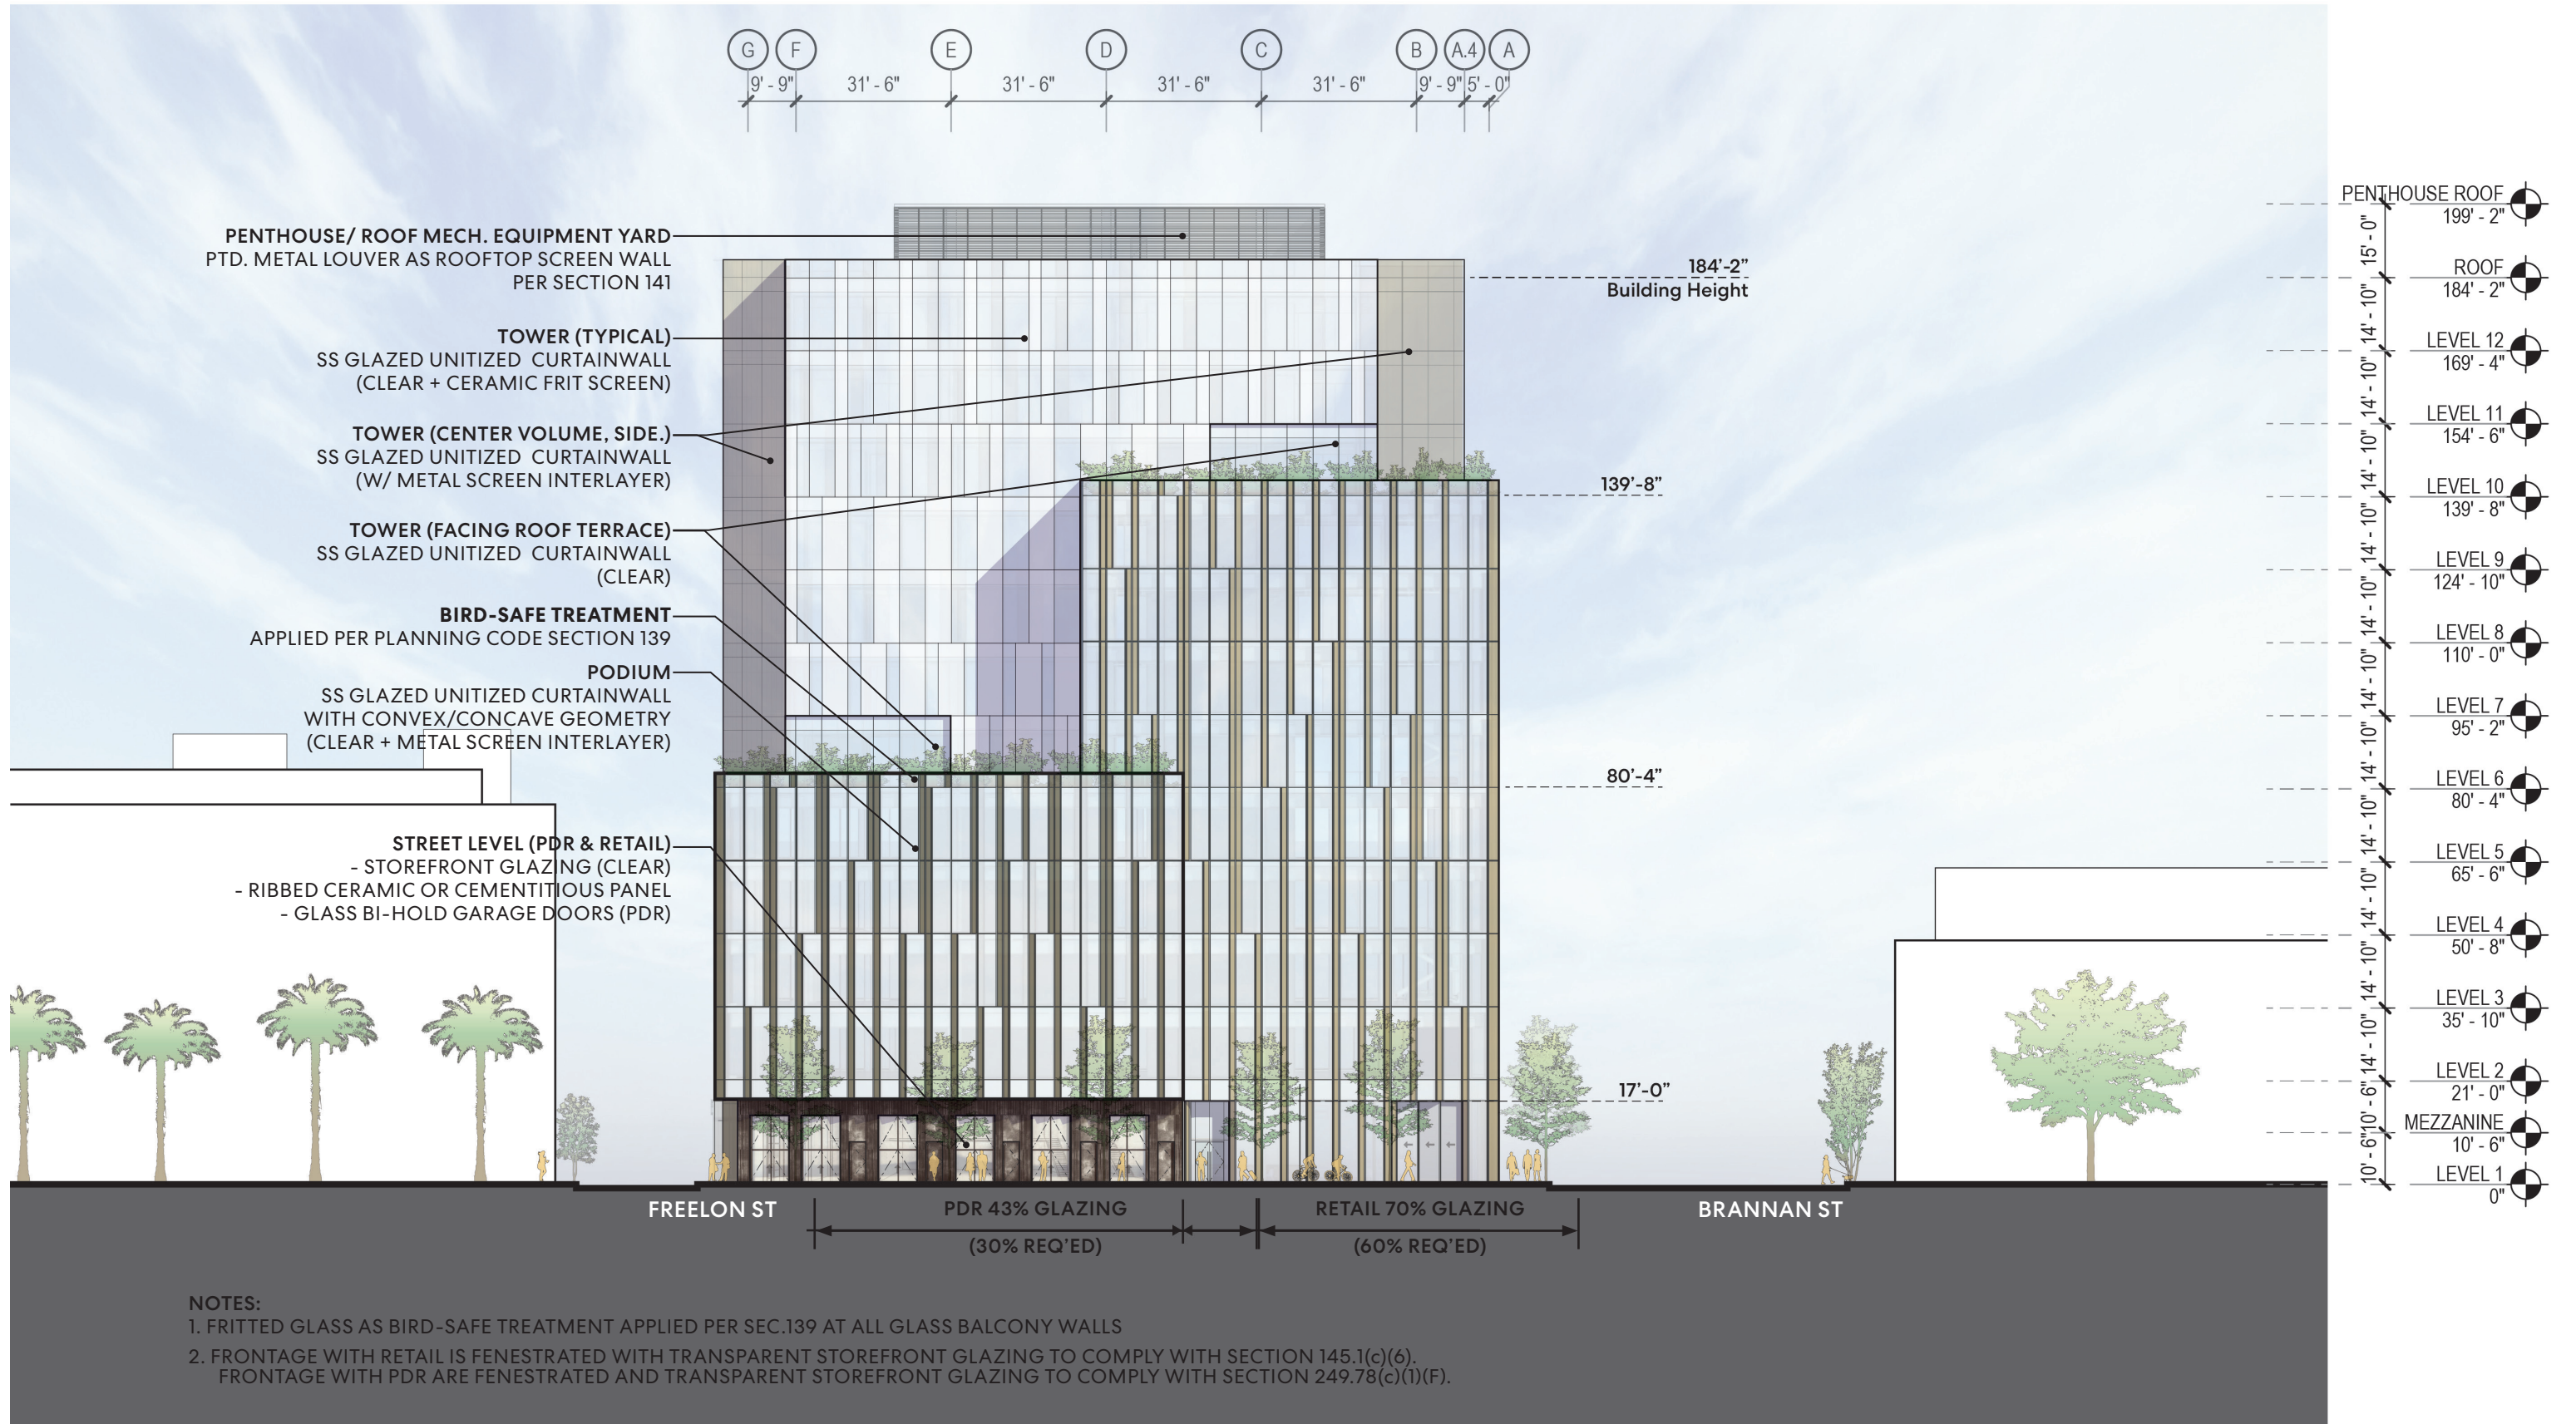 G F E D C B A.4 A
9' - 9" 31' - 6" 31' - 6" 31' - 6" 31' - 6" 9' - 9" 5' - 0"
PENTHOUSE/ ROOF MECH. EQUIPMENT YARD
PTD. METAL LOUVER AS ROOFTOP SCREEN WALL
PER SECTION 141
TOWER (TYPICAL)
SS GLAZED UNITIZED CURTAINWALL
(CLEAR + CERAMIC FRIT SCREEN)
TOWER (CENTER VOLUME, SIDE.)
SS GLAZED UNITIZED CURTAINWALL
(W/ METAL SCREEN INTERLAYER)
TOWER (FACING ROOF TERRACE)
SS GLAZED UNITIZED CURTAINWALL
(CLEAR)
BIRD-SAFE TREATMENT
APPLIED PER PLANNING CODE SECTION 139
PODIUM
SS GLAZED UNITIZED CURTAINWALL
WITH CONVEX/CONCAVE GEOMETRY
(CLEAR + METAL SCREEN INTERLAYER)
STREET LEVEL (PDR & RETAIL)
- STOREFRONT GLAZING (CLEAR)
- RIBBED CERAMIC OR CEMENTITIOUS PANEL
- GLASS BI-HOLD GARAGE DOORS (PDR)
184'-2"
Building Height
139'-8"
80'-4"
17'-0"
PENTHOUSE ROOF
199' - 2"
15' - 0"
ROOF
184' - 2"
14' - 10"
LEVEL 12
169' - 4"
14' - 10"
LEVEL 11
154' - 6"
14' - 10"
LEVEL 10
139' - 8"
14' - 10"
LEVEL 9
124' - 10"
14' - 10"
LEVEL 8
110' - 0"
14' - 10"
LEVEL 7
95' - 2"
14' - 10"
LEVEL 6
80' - 4"
14' - 10"
LEVEL 5
65' - 6"
14' - 10"
LEVEL 4
50' - 8"
14' - 10"
LEVEL 3
35' - 10"
14' - 10"
LEVEL 2
21' - 0"
10' - 6"
MEZZANINE
10' - 6"
10' - 6"
LEVEL 1
0"
FREELON ST
PDR 43% GLAZING
(30% REQ'ED)
RETAIL 70% GLAZING
(60% REQ'ED)
BRANNAN ST
NOTES:
1. FRITTED GLASS AS BIRD-SAFE TREATMENT APPLIED PER SEC.139 AT ALL GLASS BALCONY WALLS
2. FRONTAGE WITH RETAIL IS FENESTRATED WITH TRANSPARENT STOREFRONT GLAZING TO COMPLY WITH SECTION 145.1(c)(6).
FRONTAGE WITH PDR ARE FENESTRATED AND TRANSPARENT STOREFRONT GLAZING TO COMPLY WITH SECTION 249.78(c)(1)(F).